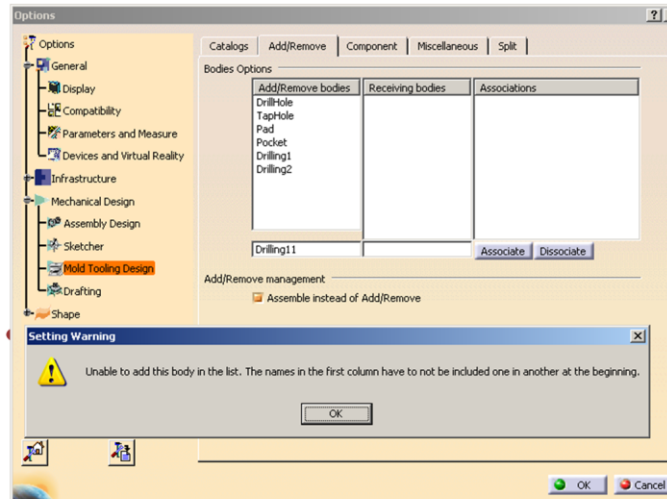 Options
?
Options
General
Display
Compatibility
Parameters and Measure
Devices and Virtual Reality
Infrastructure
Mechanical Design
Assembly Design
Sketcher
Mold Tooling Design
Drafting
Shape
Catalogs Add/Remove Component Miscellaneous Split
Bodies Options
Add/Remove bodies Receiving bodies Associations
DrillHole
TapHole
Pad
Pocket
Drilling1
Drilling2
Drilling11 Associate Dissociate
Add/Remove management
Assemble instead of Add/Remove
Setting Warning
Unable to add this body in the list. The names in the first column have to not be included one in another at the beginning.
OK
OK Cancel